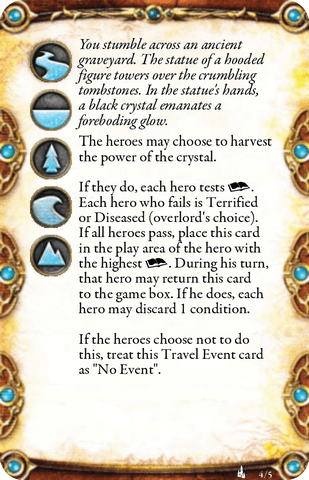 You stumble across an ancient
graveyard. The statue of a hooded
figure towers over the crumbling
tombstones. In the statue's hands,
a black crystal emanates a
foreboding glow.
The heroes may choose to harvest
the power of the crystal.
If they do, each hero tests .
Each hero who fails is Terrified
or Diseased (overlord's choice).
If all heroes pass, place this card
in the play area of the hero with
the highest . During his turn,
that hero may return this card
to the game box. If he does, each
hero may discard 1 condition.
If the heroes choose not to do
this, treat this Travel Event card
as "No Event".
4/5